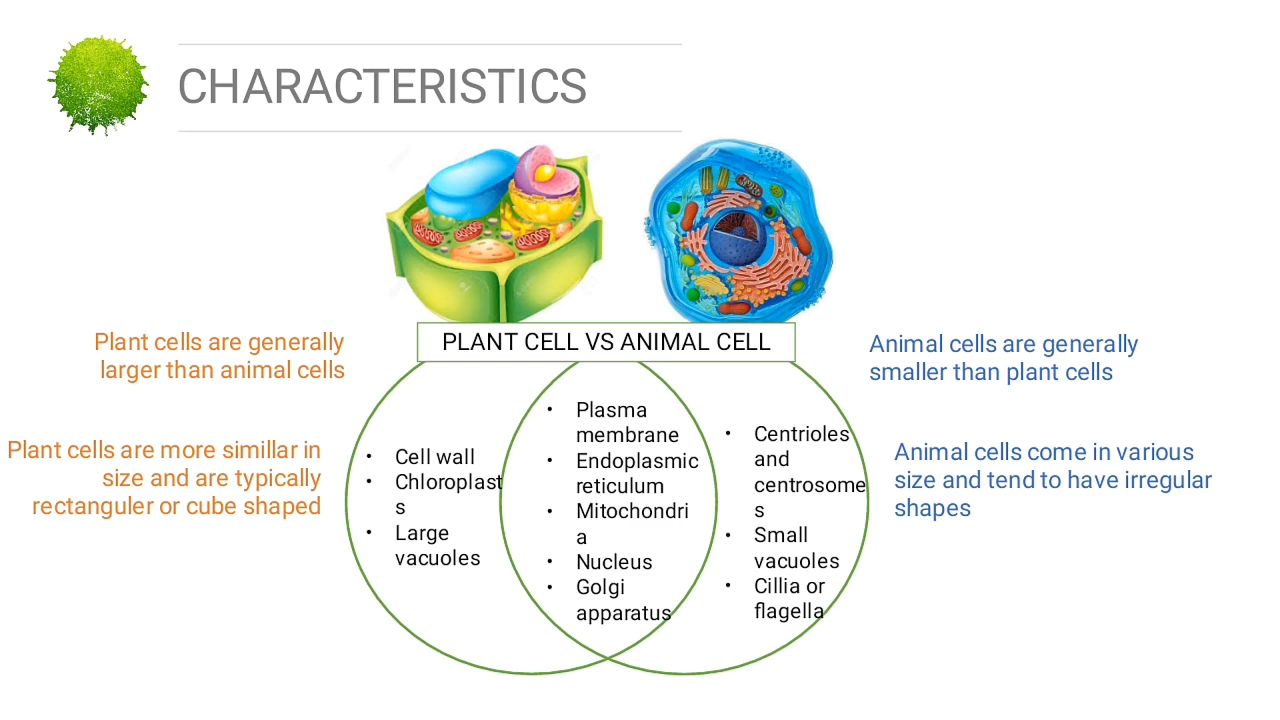 CHARACTERISTICS
PLANT CELL VS ANIMAL CELL
Plant cells are generally
larger than animal cells
Plant cells are more simillar in
size and are typically
rectanguler or cube shaped
• Cell wall
• Chloroplast
s
• Large
vacuoles
• Plasma
membrane
• Endoplasmic
reticulum
• Mitochondri
a
• Nucleus
• Golgi
apparatus
• Centrioles
and
centrosome
s
• Small
vacuoles
• Cillia or
flagella
Animal cells are generally
smaller than plant cells
Animal cells come in various
size and tend to have irregular
shapes